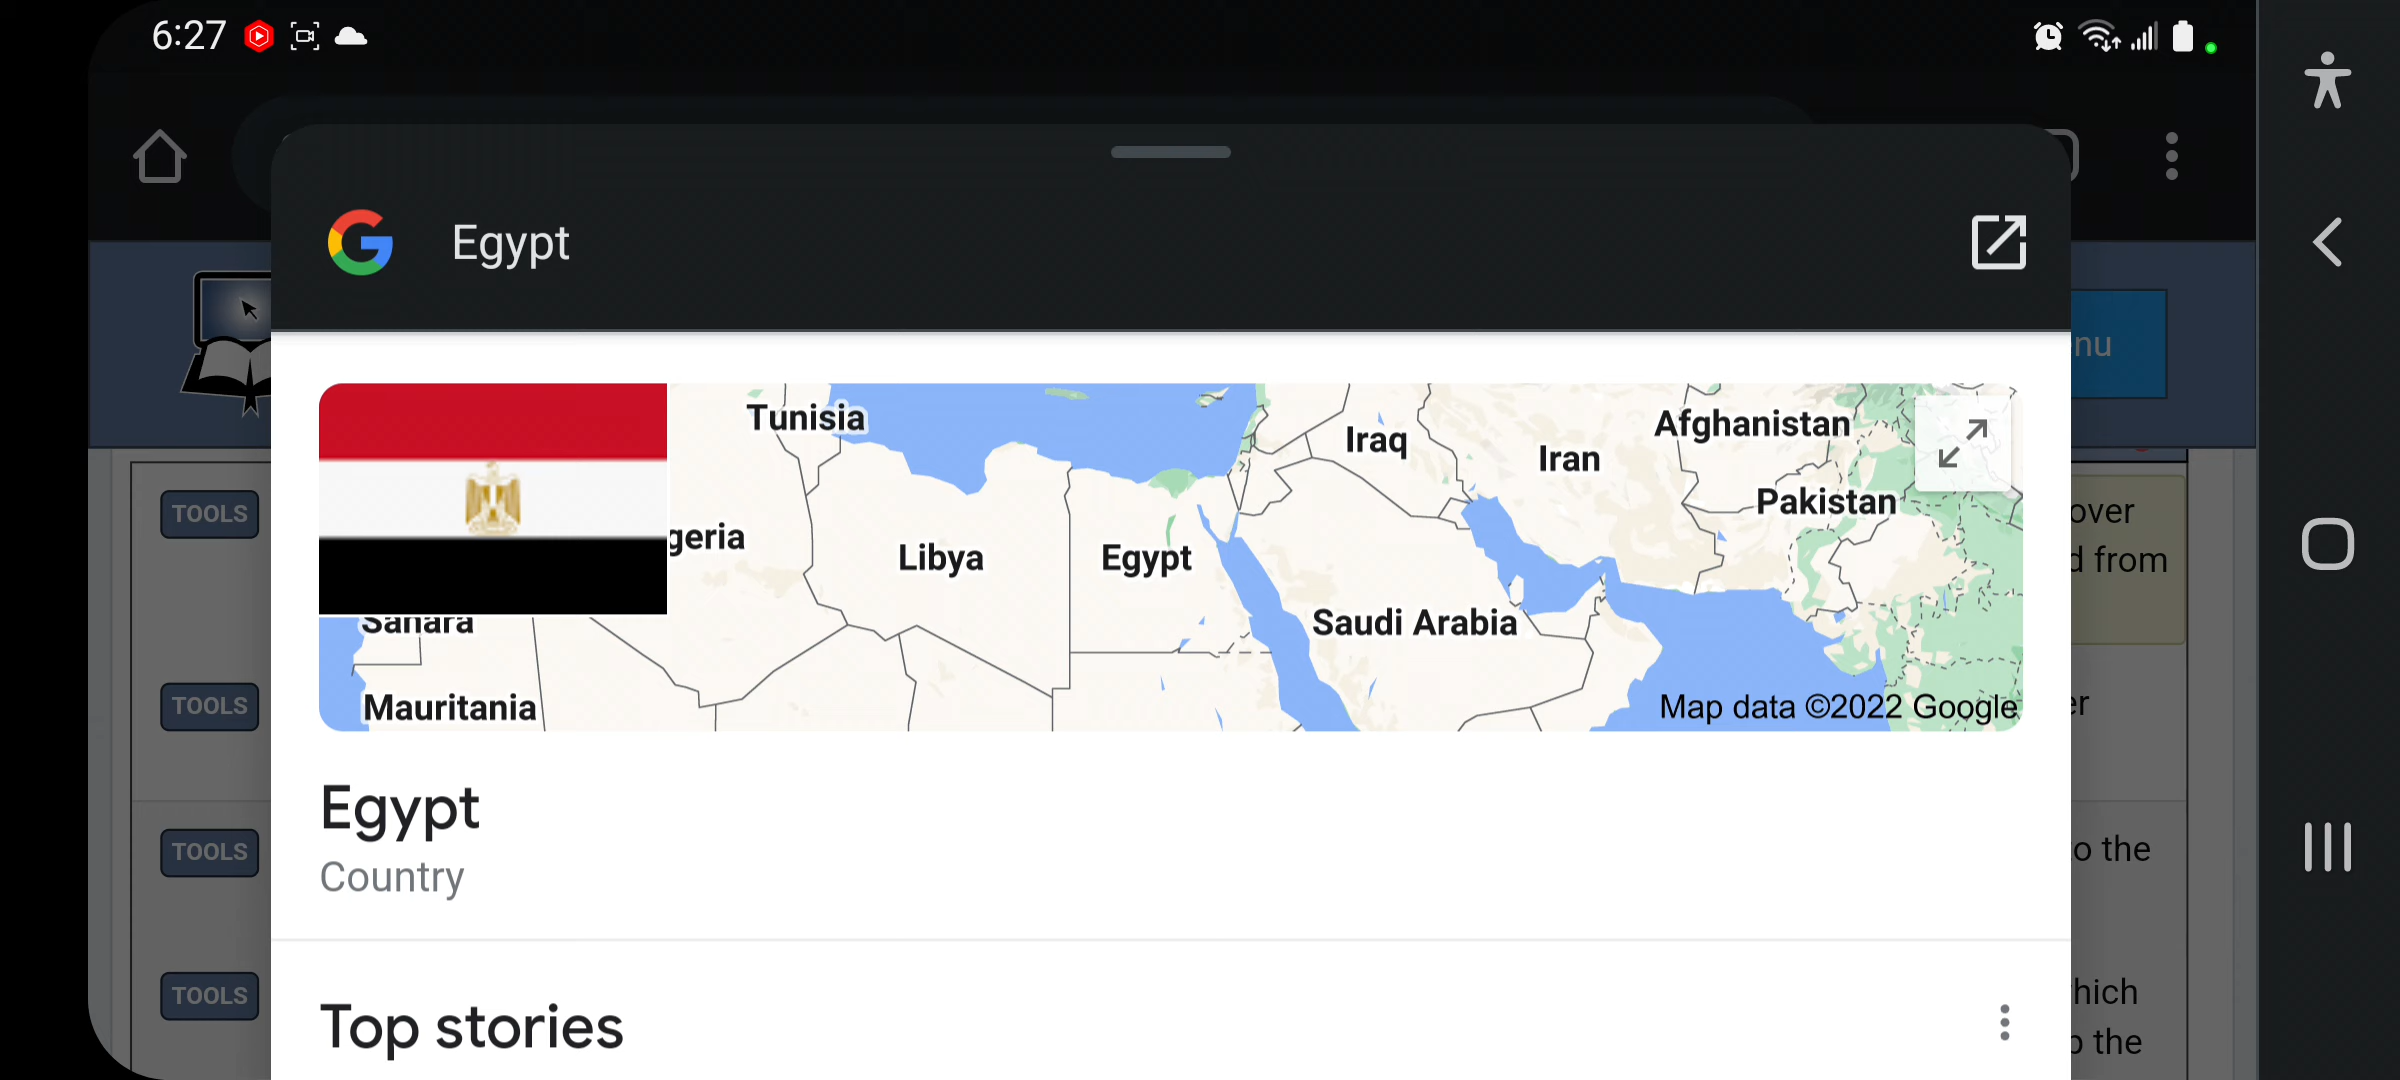 6:27
Egypt
nu
Tunisia
Iraq
Iran
Afghanistan
Pakistan
geria
Libya
Egypt
Saudi Arabia
Sahara
Mauritania
Map data ©2022 Google
TOOLS
over
d from
TOOLS
er
Egypt
Country
TOOLS
o the
TOOLS
hich
Top stories
the